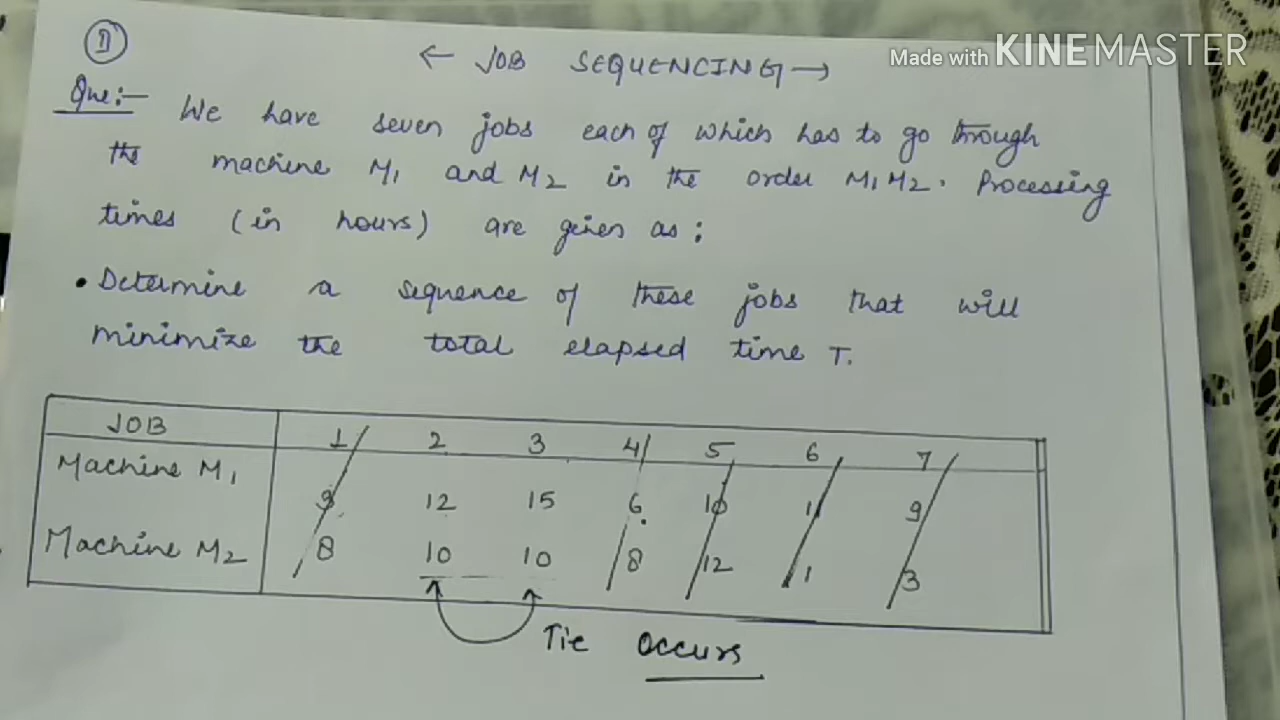 Made with KINEMASTER
1
← JOB SEQUENCING →
Que:- We have seven jobs each of which has to go through
the machine M1 and M2 in the order M1 M2. Processing
times (in hours) are given as:
• Determine a sequence of these jobs that will
minimize the total elapsed time T.
JOB 1 2 3 4 5 6 7
Machine M1 3 12 15 6 10 11 9
Machine M2 8 10 10 8 12 1 3
Tie Occurs